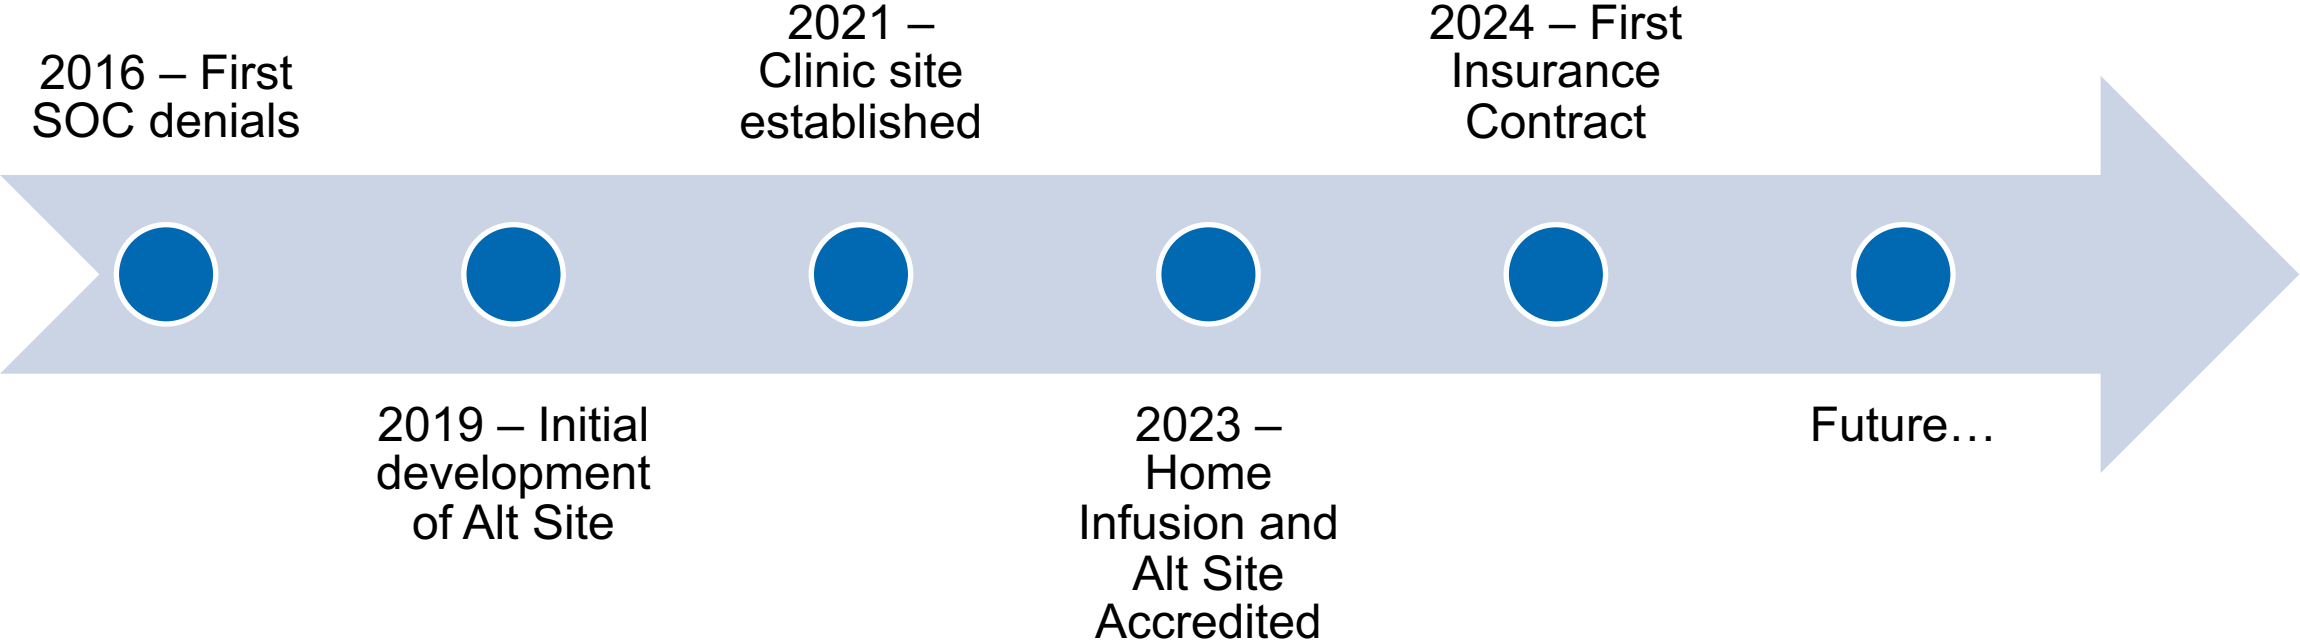 2016 – First
SOC denials
2019 – Initial
development
of Alt Site
2021 –
Clinic site
established
2023 –
Home
Infusion and
Alt Site
Accredited
2024 – First
Insurance
Contract
Future…